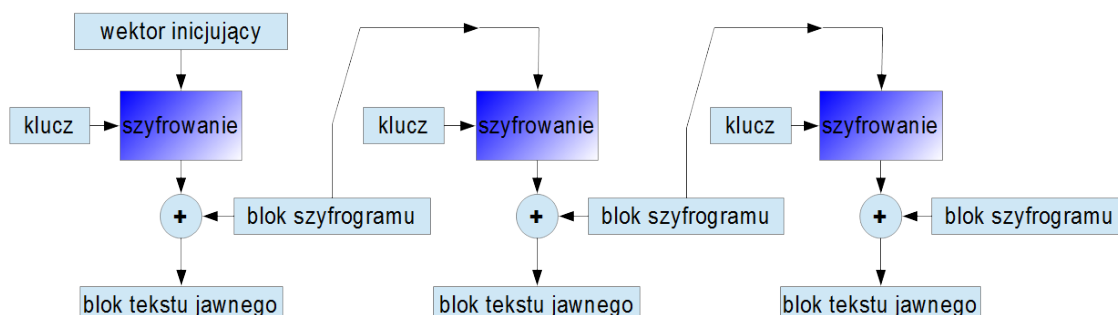 wektor inicjujący
klucz
szyfrowanie
klucz
szyfrowanie
klucz
szyfrowanie
+
blok szyfrogramu
+
blok szyfrogramu
+
blok szyfrogramu
blok tekstu jawnego
blok tekstu jawnego
blok tekstu jawnego